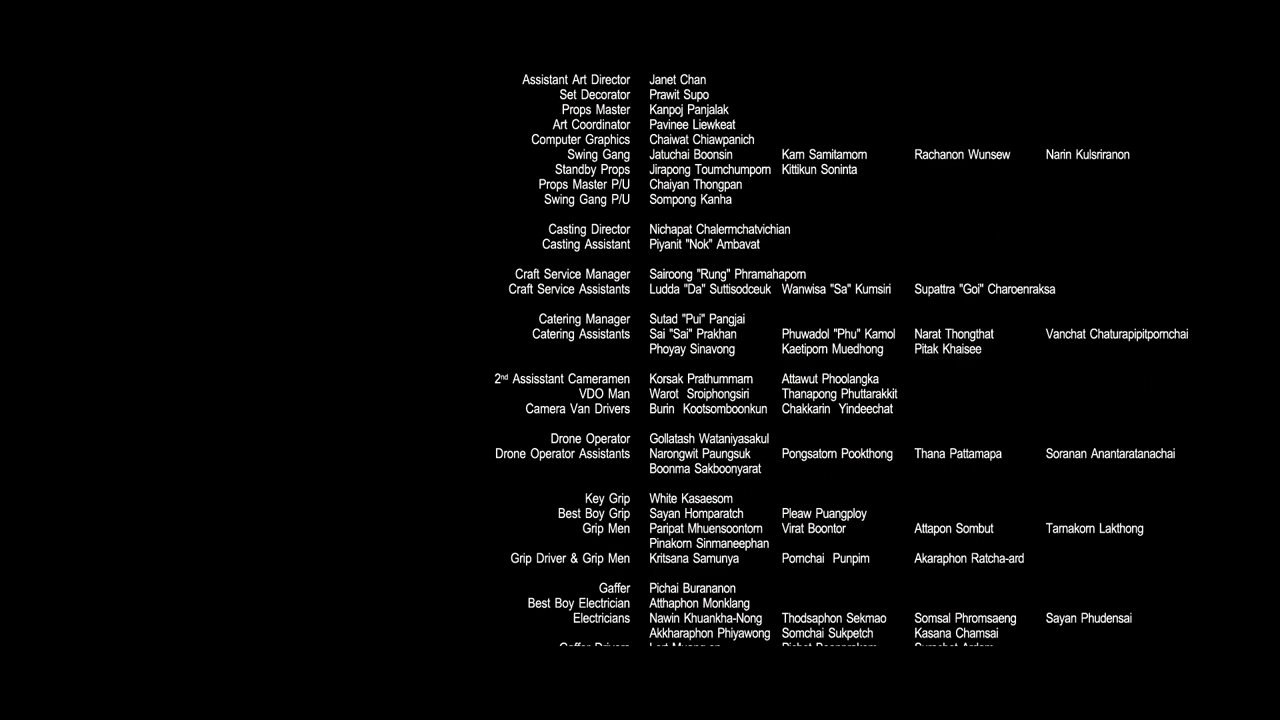 Assistant Art Director Janet Chan
Set Decorator Prawit Supo
Props Master Kanpoj Panjalak
Art Coordinator Pavinee Liewkeat
Computer Graphics Chaiwat Chiawpanich
Swing Gang Jatuchai Boonsin Karn Samitamorn Rachanon Wunsew Narin Kulsriranon
Standby Props Jirapong Toumchumporn Kittikun Soninta
Props Master P/U Chaiyan Thongpan
Swing Gang P/U Sompong Kanha
Casting Director Nichapat Chalermchatvichian
Casting Assistant Piyanit "Nok" Ambavat
Craft Service Manager Sairoong "Rung" Phramahaporn
Craft Service Assistants Ludda "Da" Suttisodceuk Wanwisa "Sa" Kumsiri Supattra "Goi" Charoenraksa
Catering Manager Sutad "Pui" Pangjai
Catering Assistants Sai "Sai" Prakhan Phuwadol "Phu" Kamol Narat Thongthat Vanchat Chaturapipitpornchai
Phoyay Sinavong Kaetiporn Muedhong Pitak Khaisee
2nd Assisstant Cameramen Korsak Prathummarn Attawut Phoolangka
VDO Man Warot Sroiphongsiri Thanapong Phuttarakkit
Camera Van Drivers Burin Kootsomboonkun Chakkarin Yindeechat
Drone Operator Gollatash Wataniyasakul
Drone Operator Assistants Narongwit Paungsuk Pongsatorn Pookthong Thana Pattamapa Soranan Anantaratanachai
Boonma Sakboonyarat
Key Grip White Kasaesom
Best Boy Grip Sayan Homparatch Pleaw Puangploy
Grip Men Paripat Mhuensoontorn Virat Boontor Attapon Sombut Tarnakorn Lakthong
Pinakorn Sinmaneephan
Grip Driver & Grip Men Kritsana Samunya Pornchai Punpim Akaraphon Ratcha-ard
Gaffer Pichai Burananon
Best Boy Electrician Atthaphon Monklang
Electricians Nawin Khuankha-Nong Thodsaphon Sekmao Somsal Phromsaeng Sayan Phudensai
Akkharaphon Phiyawong Somchai Sukpetch Kasana Chamsai
Gaffer Drivers